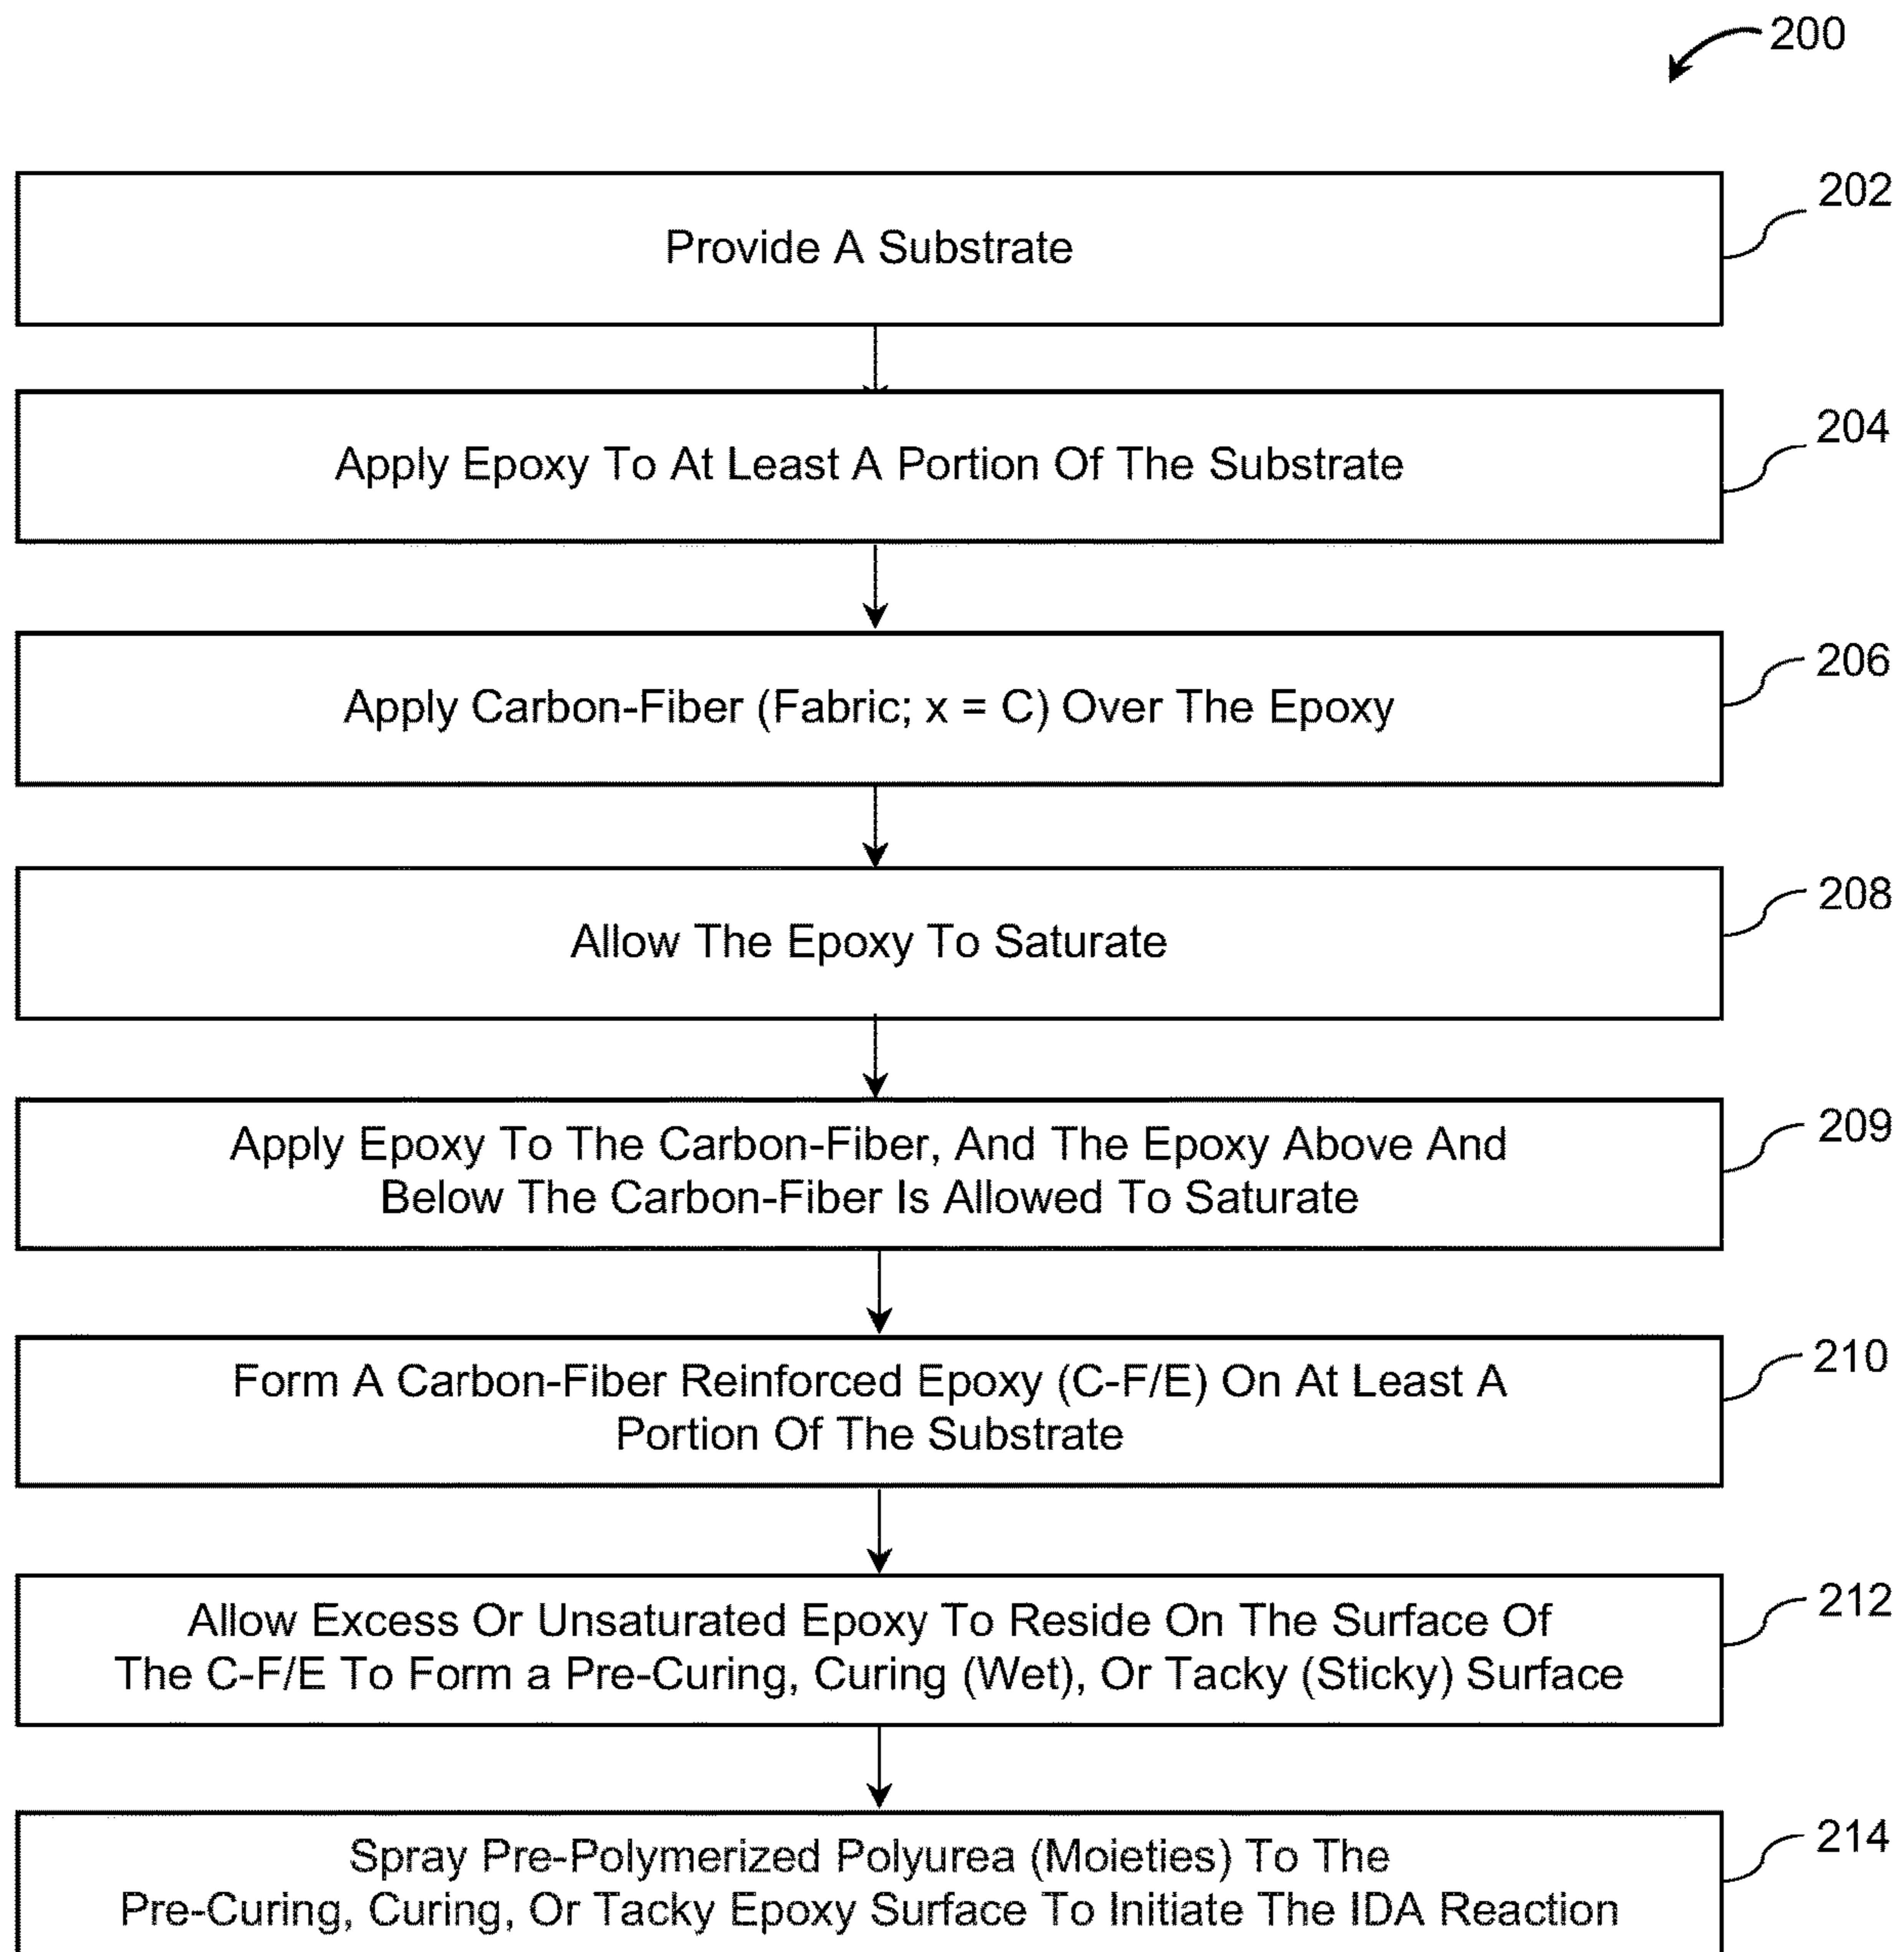 200
202
Provide A Substrate
204
Apply Epoxy To At Least A Portion Of The Substrate
206
Apply Carbon-Fiber (Fabric; x = C) Over The Epoxy
208
Allow The Epoxy To Saturate
209
Apply Epoxy To The Carbon-Fiber, And The Epoxy Above And
Below The Carbon-Fiber Is Allowed To Saturate
210
Form A Carbon-Fiber Reinforced Epoxy (C-F/E) On At Least A
Portion Of The Substrate
212
Allow Excess Or Unsaturated Epoxy To Reside On The Surface Of
The C-F/E To Form a Pre-Curing, Curing (Wet), Or Tacky (Sticky) Surface
214
Spray Pre-Polymerized Polyurea (Moieties) To The
Pre-Curing, Curing, Or Tacky Epoxy Surface To Initiate The IDA Reaction